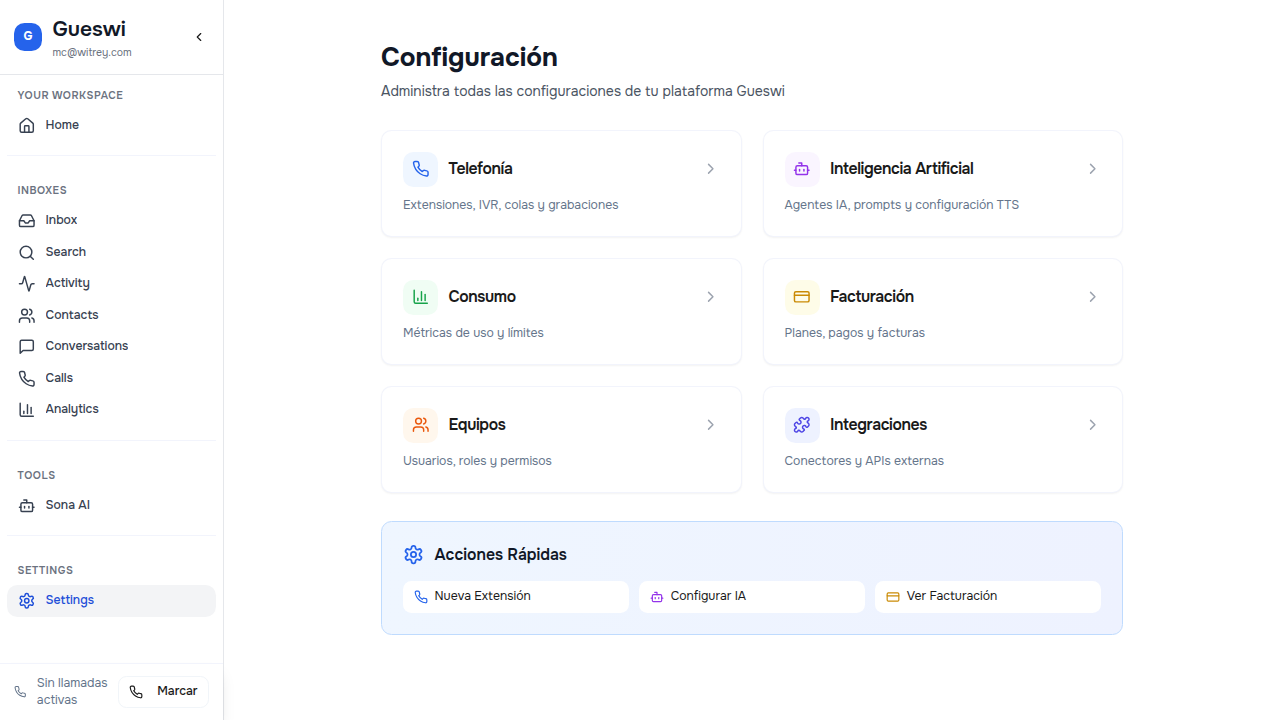 G
Gueswi
mc@witrey.com
YOUR WORKSPACE
Home
INBOXES
Inbox
Search
Activity
Contacts
Conversations
Calls
Analytics
TOOLS
Sona AI
SETTINGS
Settings
Sin llamadas
activas
Marcar
Configuración
Administra todas las configuraciones de tu plataforma Gueswi
Telefonía
Extensiones, IVR, colas y grabaciones
Inteligencia Artificial
Agentes IA, prompts y configuración TTS
Consumo
Métricas de uso y límites
Facturación
Planes, pagos y facturas
Equipos
Usuarios, roles y permisos
Integraciones
Conectores y APIs externas
Acciones Rápidas
Nueva Extensión
Configurar IA
Ver Facturación